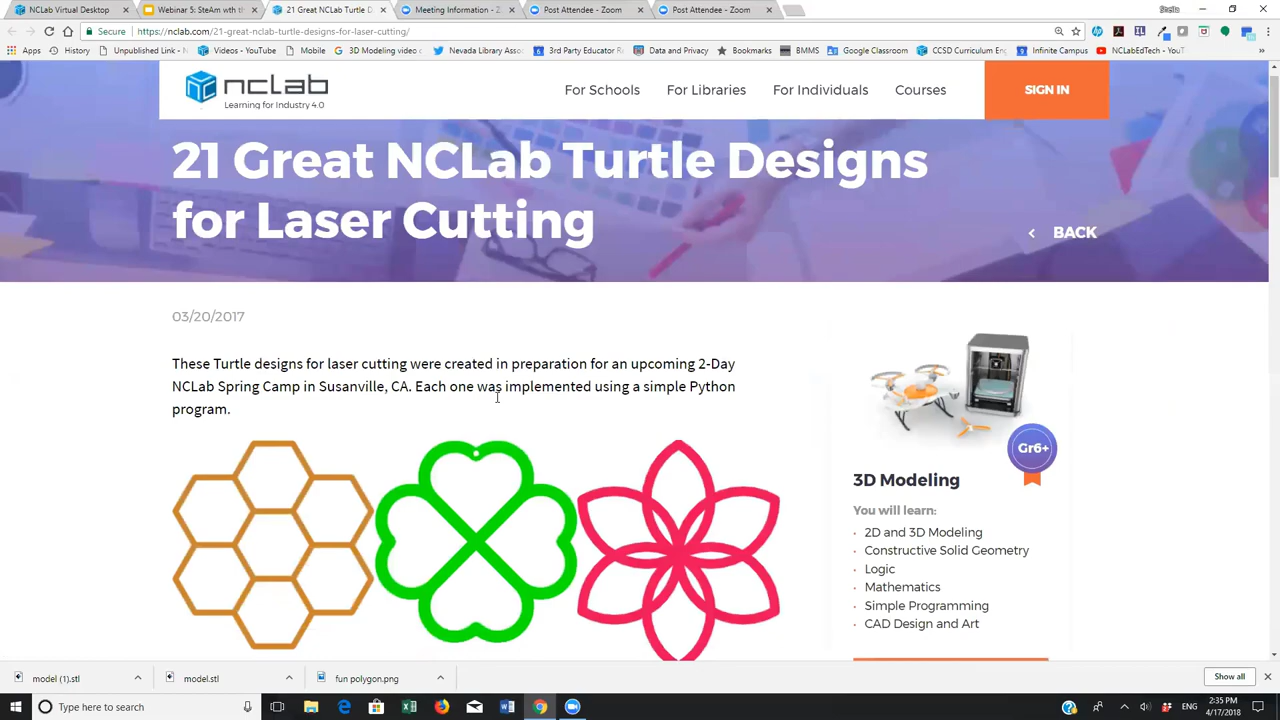 NCLab Virtual Desktop
Webinar 5: SteAm wth th
21 Great NCLab Turtle D
Meeting Information - Z
Post Attendee - Zoom
Post Attendee - Zoom
Secure
https://nclab.com/21-great-nclab-turtle-designs-for-laser-cutting/
Apps
History
Unpublished Link - N
Videos - YouTube
Mobile
3D Modeling video c
Nevada Library Asso
3rd Party Educator R
Data and Privacy
Bookmarks
BMMS
Google Classroom
CCSD Curriculum Eng
Infinite Campus
NCLabEdTech - YouT
nclab
Learning for Industry 4.0
For Schools
For Libraries
For Individuals
Courses
SIGN IN
21 Great NCLab Turtle Designs
for Laser Cutting
BACK
03/20/2017
These Turtle designs for laser cutting were created in preparation for an upcoming 2-Day
NCLab Spring Camp in Susanville, CA. Each one was implemented using a simple Python
program.
Gr6+
3D Modeling
You will learn:
2D and 3D Modeling
Constructive Solid Geometry
Logic
Mathematics
Simple Programming
CAD Design and Art
model (1).stl
model.stl
fun polygon.png
Show all
Type here to search
2:35 PM
4/17/2018